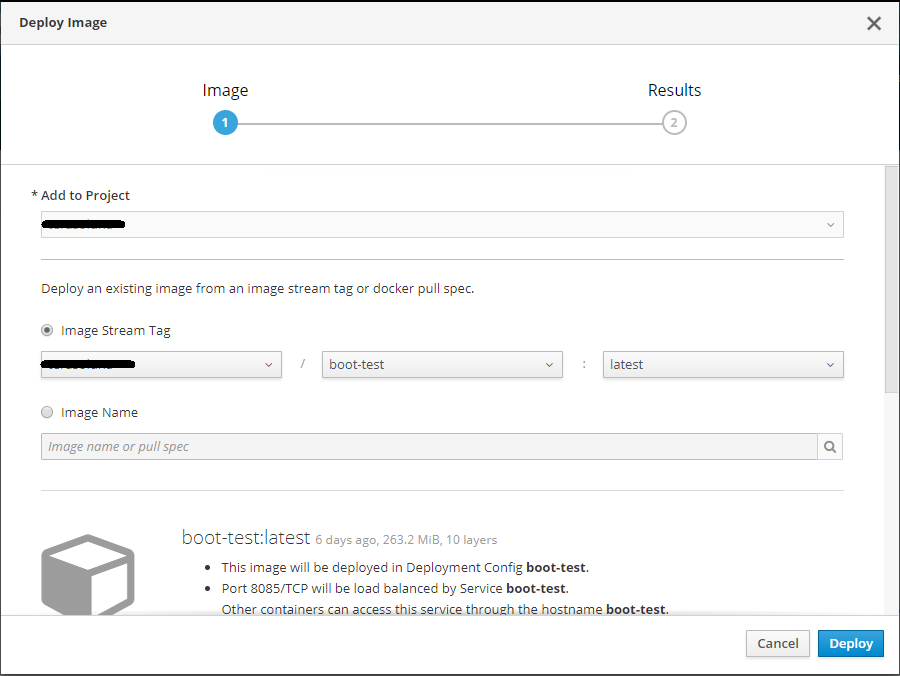 Deploy Image
Image
Results
1
2
* Add to Project
Deploy an existing image from an image stream tag or docker pull spec.
Image Stream Tag
/ boot-test : latest
Image Name
Image name or pull spec
boot-test:latest 6 days ago, 263.2 MiB, 10 layers
This image will be deployed in Deployment Config boot-test.
Port 8085/TCP will be load balanced by Service boot-test.
Other containers can access this service through the hostname boot-test.
Cancel
Deploy